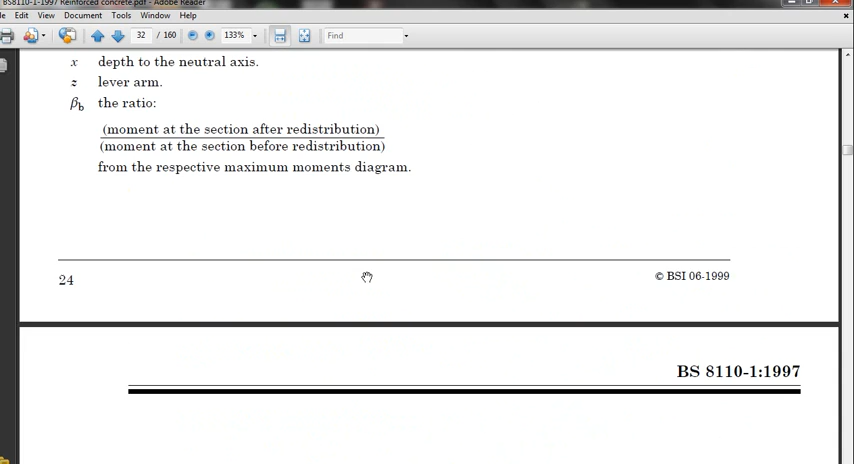 BS8110-1-1997 Reinforced concrete.pdf - Adobe Reader
Edit View Document Tools Window Help
32 / 160 133% Find
x depth to the neutral axis.
z lever arm.
βb the ratio:
(moment at the section after redistribution)
(moment at the section before redistribution)
from the respective maximum moments diagram.
24
© BSI 06-1999
BS 8110-1:1997